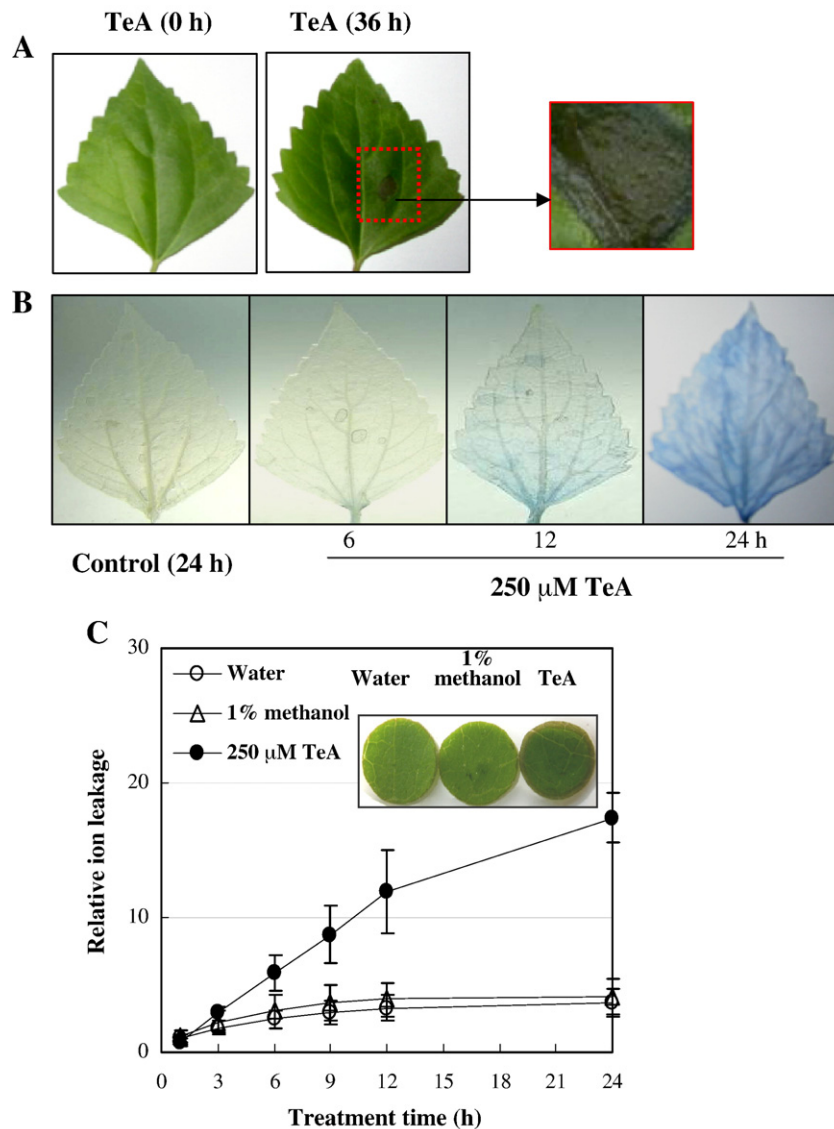 TeA (0 h) TeA (36 h)
A
B
6 12 24 h
Control (24 h)
250 μM TeA
C
30
20
10
0
Relative ion leakage
Water
1% methanol
250 μM TeA
Water 1% methanol TeA
0 3 6 9 12 15 18 21 24
Treatment time (h)